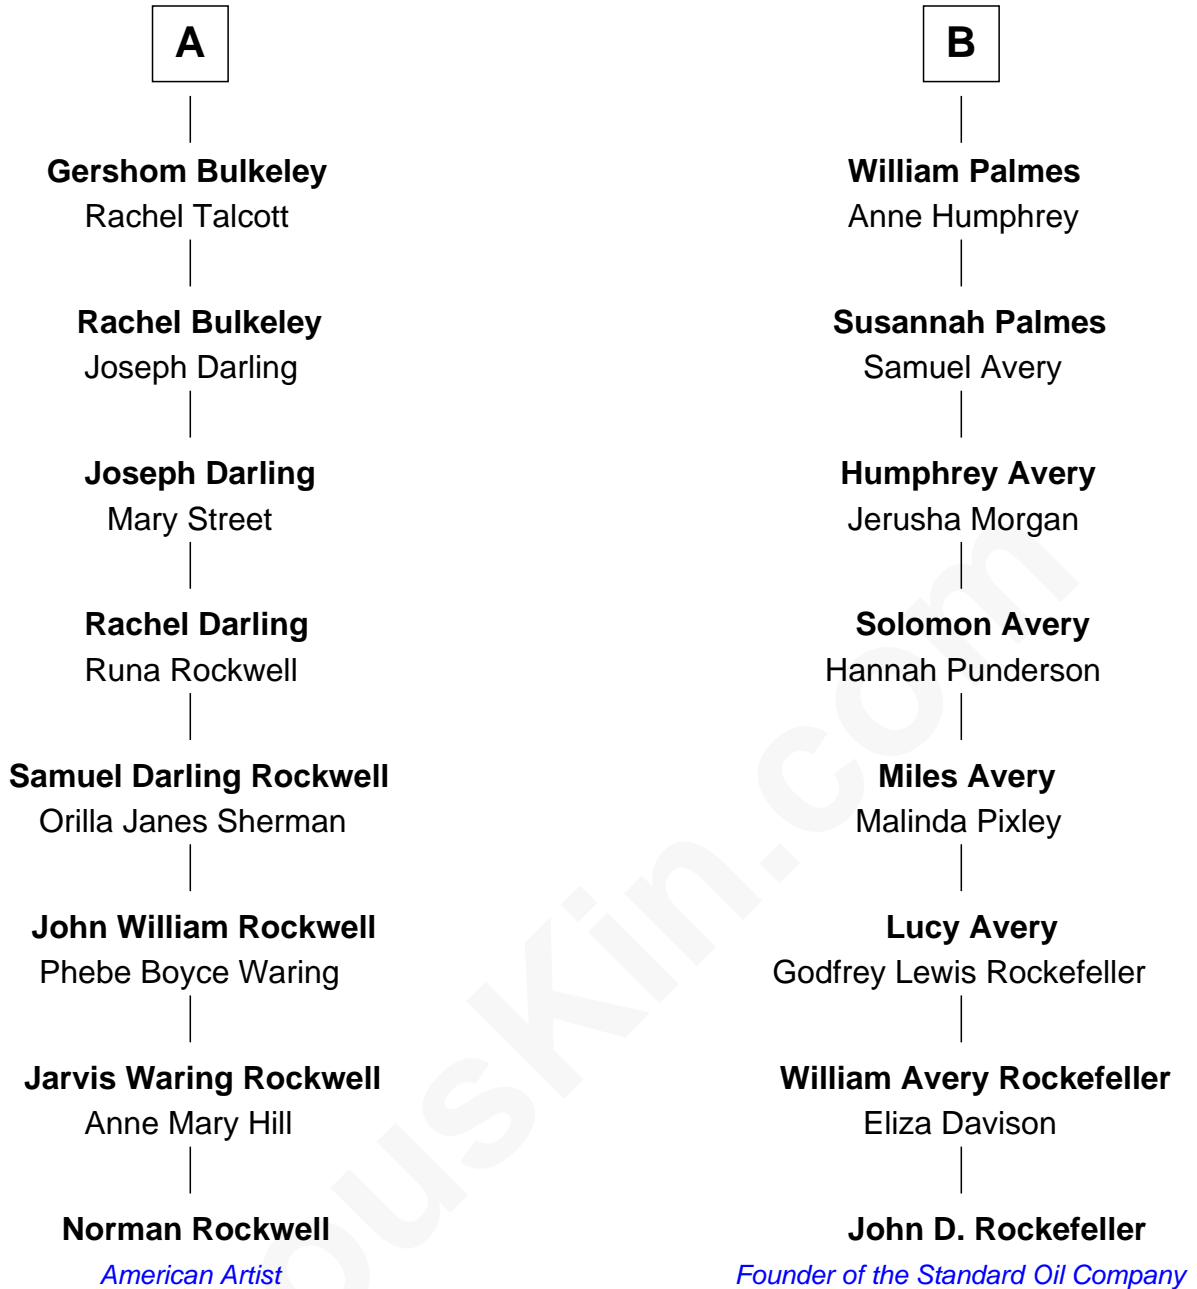 A
Gershom Bulkeley
Rachel Talcott
Rachel Bulkeley
Joseph Darling
Joseph Darling
Mary Street
Rachel Darling
Runa Rockwell
Samuel Darling Rockwell
Orilla Janes Sherman
John William Rockwell
Phebe Boyce Waring
Jarvis Waring Rockwell
Anne Mary Hill
Norman Rockwell
American Artist
B
William Palmes
Anne Humphrey
Susannah Palmes
Samuel Avery
Humphrey Avery
Jerusha Morgan
Solomon Avery
Hannah Punderson
Miles Avery
Malinda Pixley
Lucy Avery
Godfrey Lewis Rockefeller
William Avery Rockefeller
Eliza Davison
John D. Rockefeller
Founder of the Standard Oil Company
ousKin.com